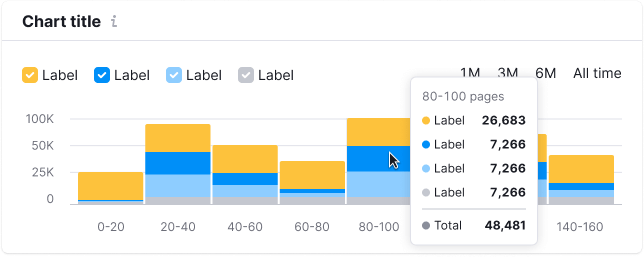 Chart title i
Label Label Label Label
1M 3M 6M All time
100K
50K
25K
0
0-20 20-40 40-60 60-80 80-100 140-160
80-100 pages
Label 26,683
Label 7,266
Label 7,266
Label 7,266
Total 48,481